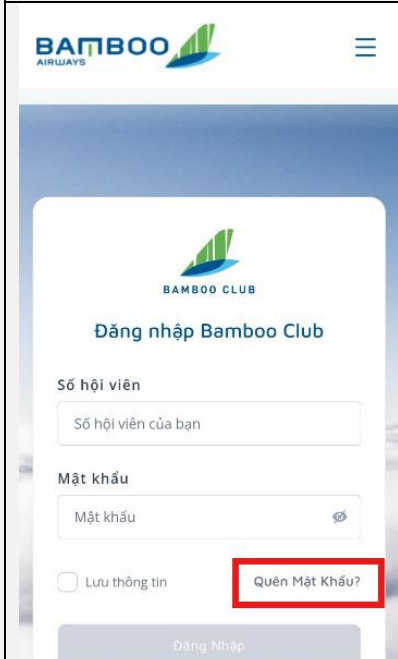 BAMBOO
AIRWAYS
BAMBOO CLUB
Đăng nhập Bamboo Club
Số hội viên
Số hội viên của bạn
Mật khẩu
Mật khẩu
Lưu thông tin
Quên Mật Khẩu?
Đăng Nhập